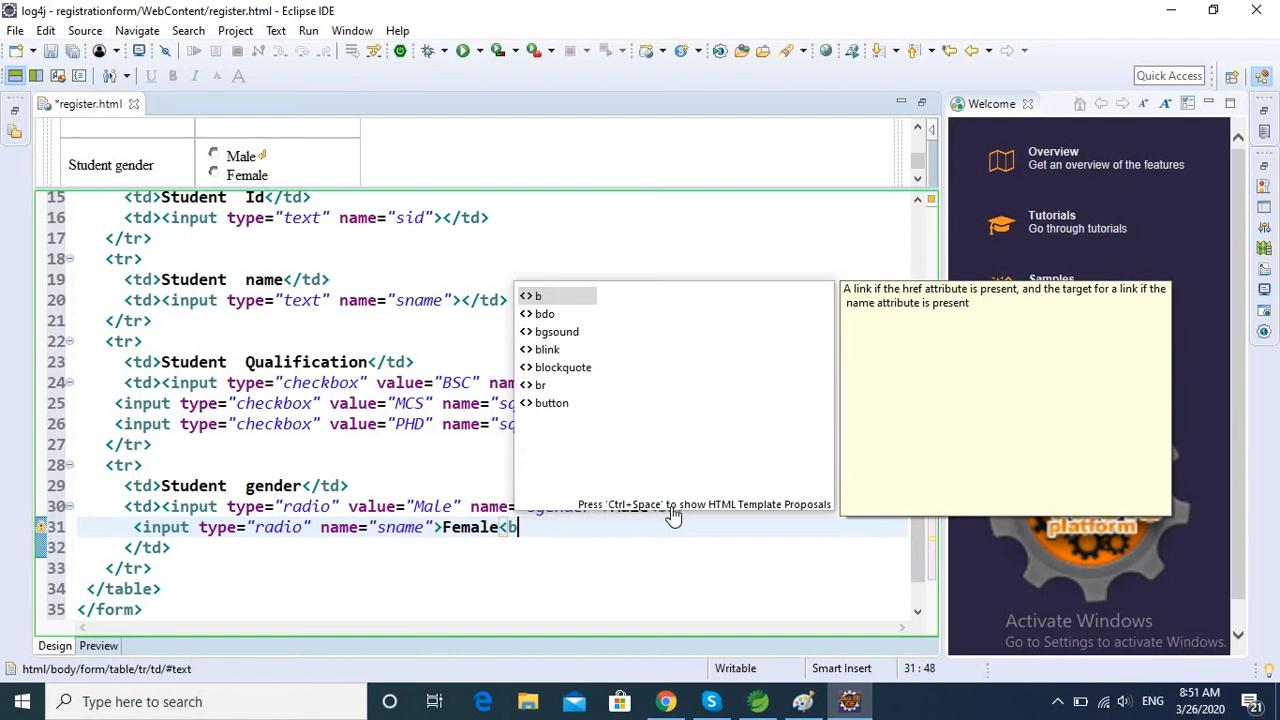 log4j - registrationform/WebContent/register.html - Eclipse IDE
File Edit Source Navigate Search Project Text Run Window Help
Quick Access
*register.html
Welcome
Student gender
Male
Female
15 <td>Student Id</td>
16 <td><input type="text" name="sid"></td>
17 </tr>
18 <tr>
19 <td>Student name</td>
20 <td><input type="text" name="sname"></td>
21 </tr>
22 <tr>
23 <td>Student Qualification</td>
24 <td><input type="checkbox" value="BSC" na
25 <input type="checkbox" value="MCS" name="sq
26 <input type="checkbox" value="PHD" name="sq
27 </tr>
28 <tr>
29 <td>Student gender</td>
30 <td><input type="radio" value="Male" name=
31 <input type="radio" name="sname">Female<b
32 </td>
33 </tr>
34 </table>
35 </form>
<> b
<> bdo
<> bgsound
<> blink
<> blockquote
<> br
<> button
Press 'Ctrl+Space' to show HTML Template Proposals
A link if the href attribute is present, and the target for a link if the
name attribute is present
Overview
Get an overview of the features
Tutorials
Go through tutorials
Samples
platform
Activate Windows
Go to Settings to activate Windows.
Design Preview
html/body/form/table/tr/td/#text
Writable
Smart Insert
31 : 48
Type here to search
ENG
8:51 AM
3/26/2020
21